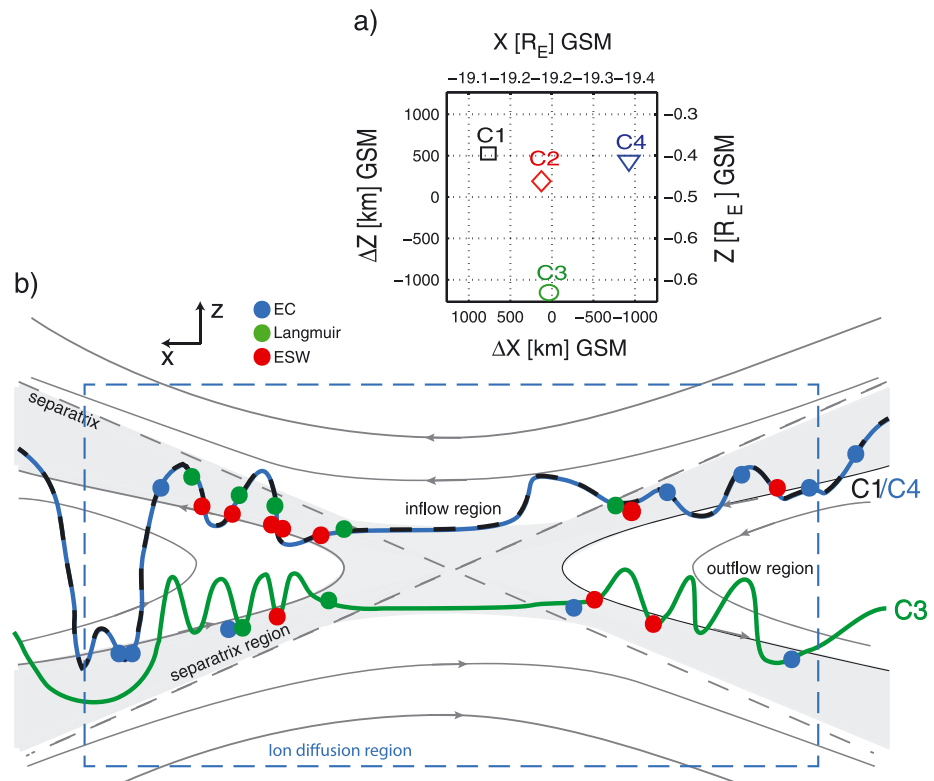 a)
X [R_E] GSM
−19.1 −19.2 −19.2 −19.3 −19.4
1000
500
0
−500
−1000
ΔZ [km] GSM
C1
C2
C4
C3
−0.3
−0.4
−0.5
−0.6
−0.6
Z [R_E] GSM
1000 500 0 −500 −1000
ΔX [km] GSM
b)
z
x
EC
Langmuir
ESW
separatrix
inflow region
C1/C4
outflow region
C3
separatrix region
Ion diffusion region